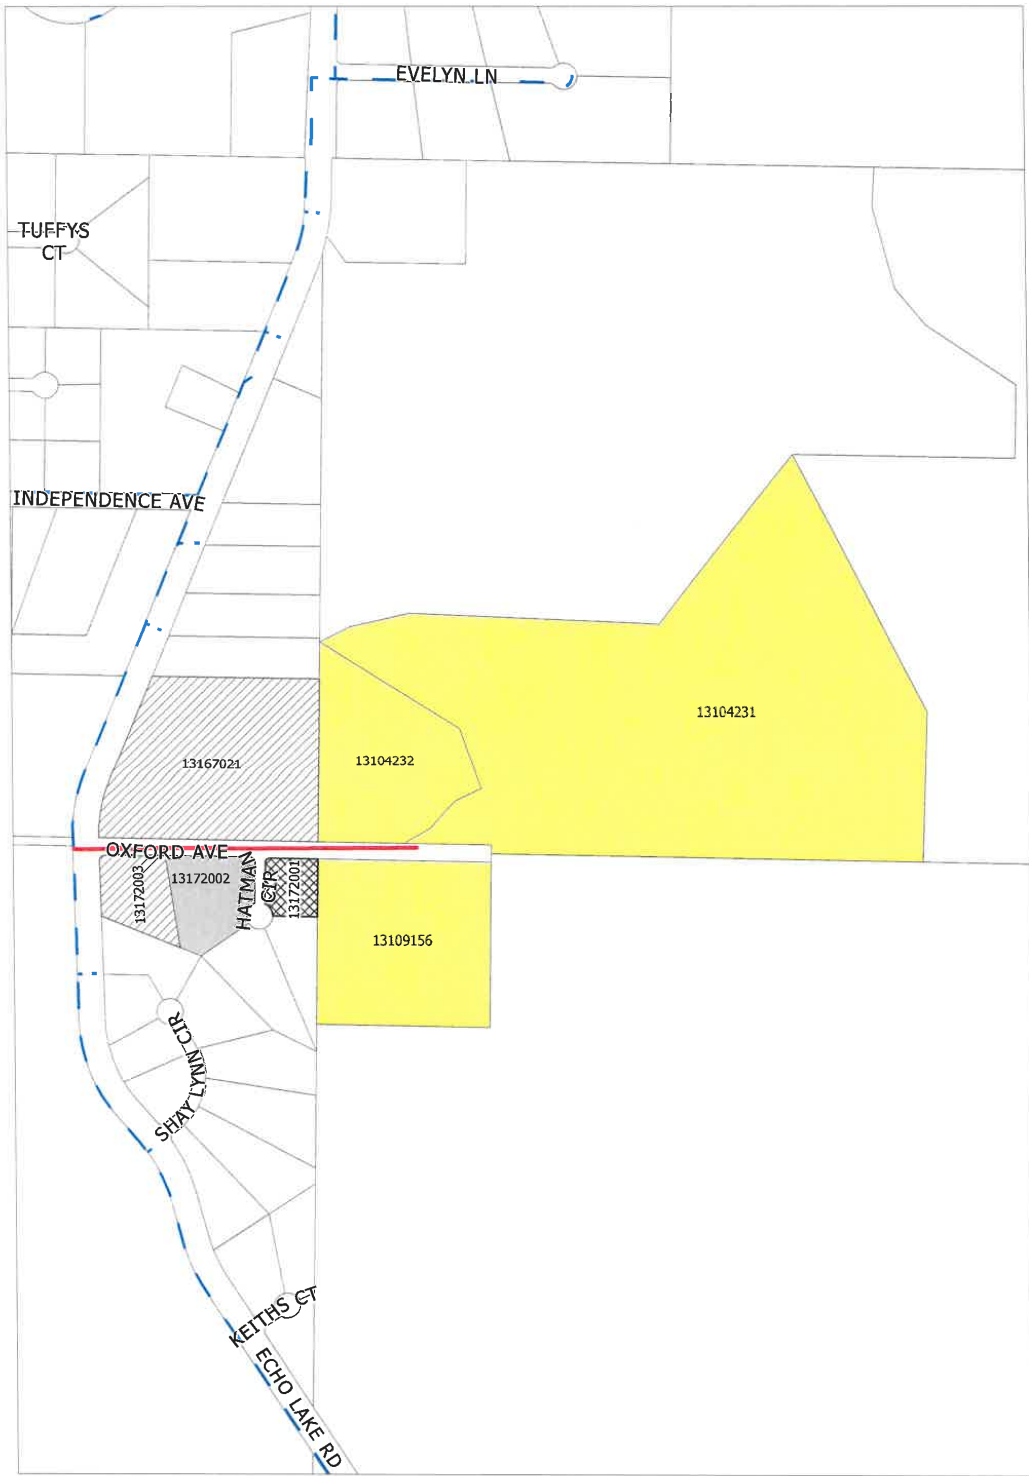 EVELYN LN
TUFFYS
CT
INDEPENDENCE AVE
13104231
13167021
13104232
OXFORD AVE
13172003
13172002
HATMAN
CIR
13172001
13109156
SHAY LYNN CIR
KEITHS CT
ECHO LAKE RD